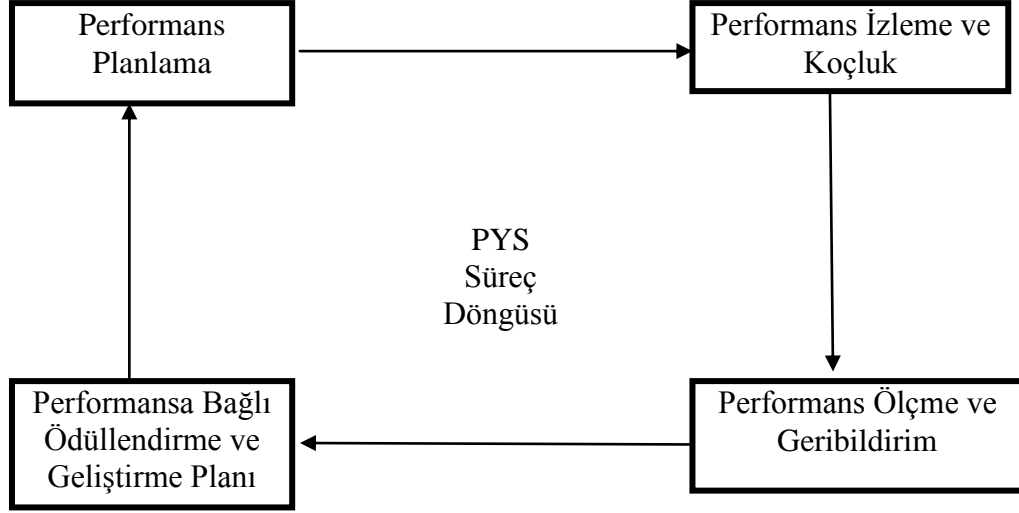 Performans
Planlama
Performans İzleme ve
Koçluk
PYS
Süreç
Döngüsü
Performansa Bağlı
Ödüllendirme ve
Geliştirme Planı
Performans Ölçme ve
Geribildirim